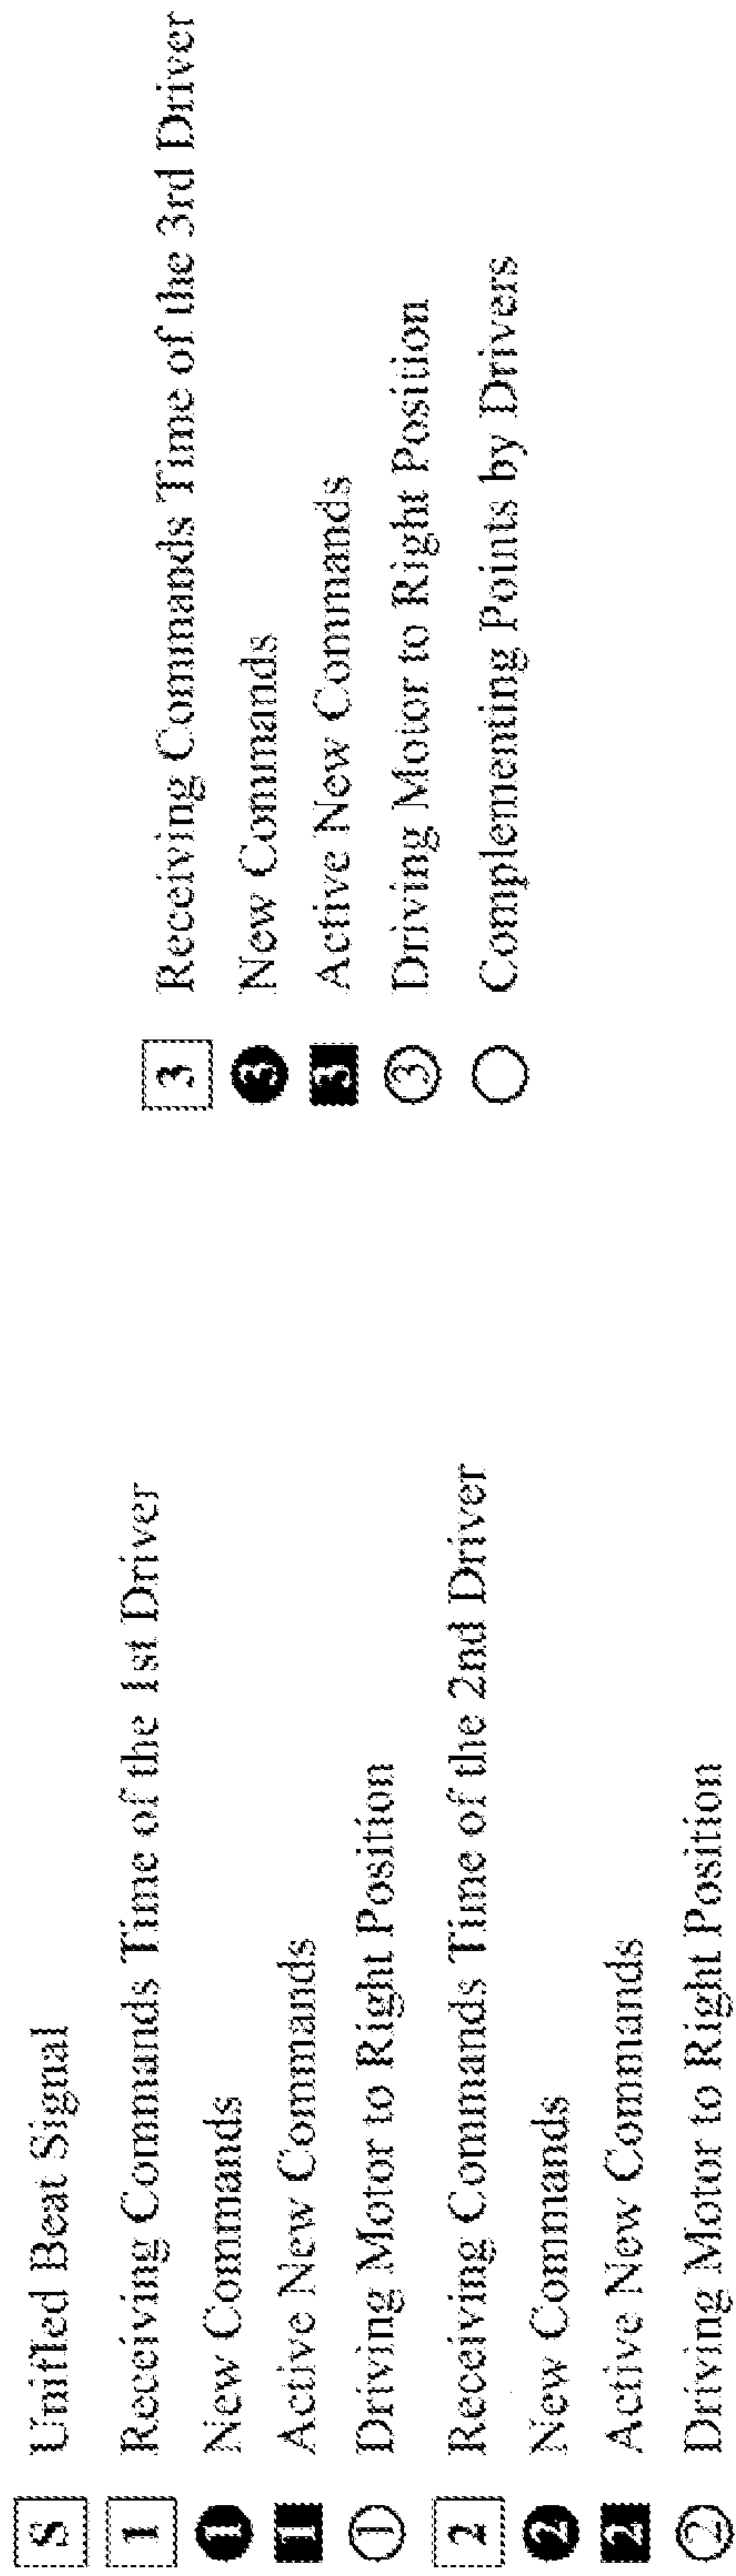 S Unified Beat Signal
1 Receiving Commands Time of the 1st Driver
1 New Commands
1 Active New Commands
1 Driving Motor to Right Position
2 Receiving Commands Time of the 2nd Driver
2 New Commands
2 Active New Commands
2 Driving Motor to Right Position
3 Receiving Commands Time of the 3rd Driver
3 New Commands
3 Active New Commands
3 Driving Motor to Right Position
Complementing Points by Drivers